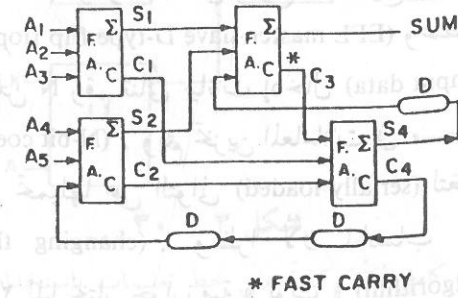 A1 S1 SUM
A2 F. Σ F. Σ
A3 A. C C1 A. C * C3
D
A4 S2 S4
A5 F. Σ F. Σ
A. C C2 A. C C4
D D
* FAST CARRY